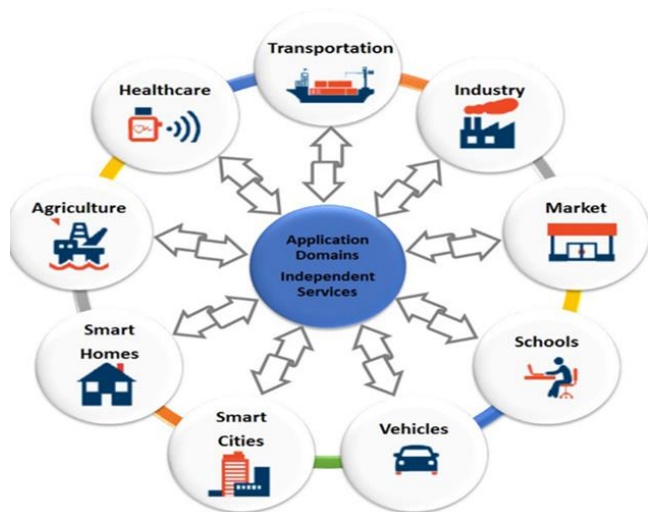 Transportation
Healthcare
Industry
Agriculture
Market
Application
Domains
Independent
Services
Smart
Homes
Schools
Smart
Cities
Vehicles